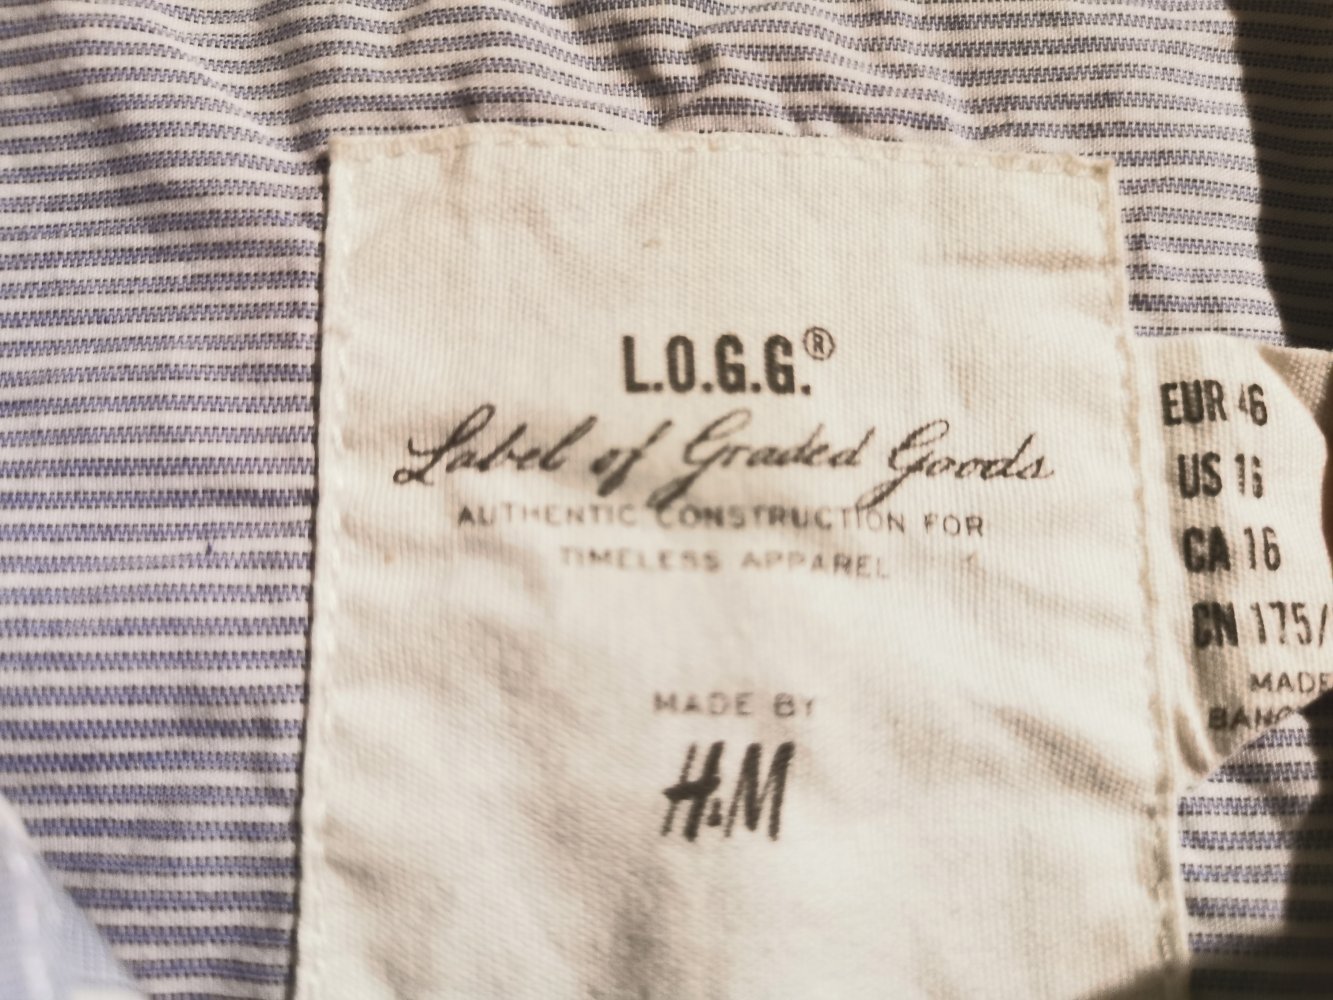 L.O.G.G.®
Label of Graded Goods
AUTHENTIC CONSTRUCTION FOR
TIMELESS APPAREL
MADE BY
H&M
EUR 46
US 16
CA 16
CN 175/
MADE